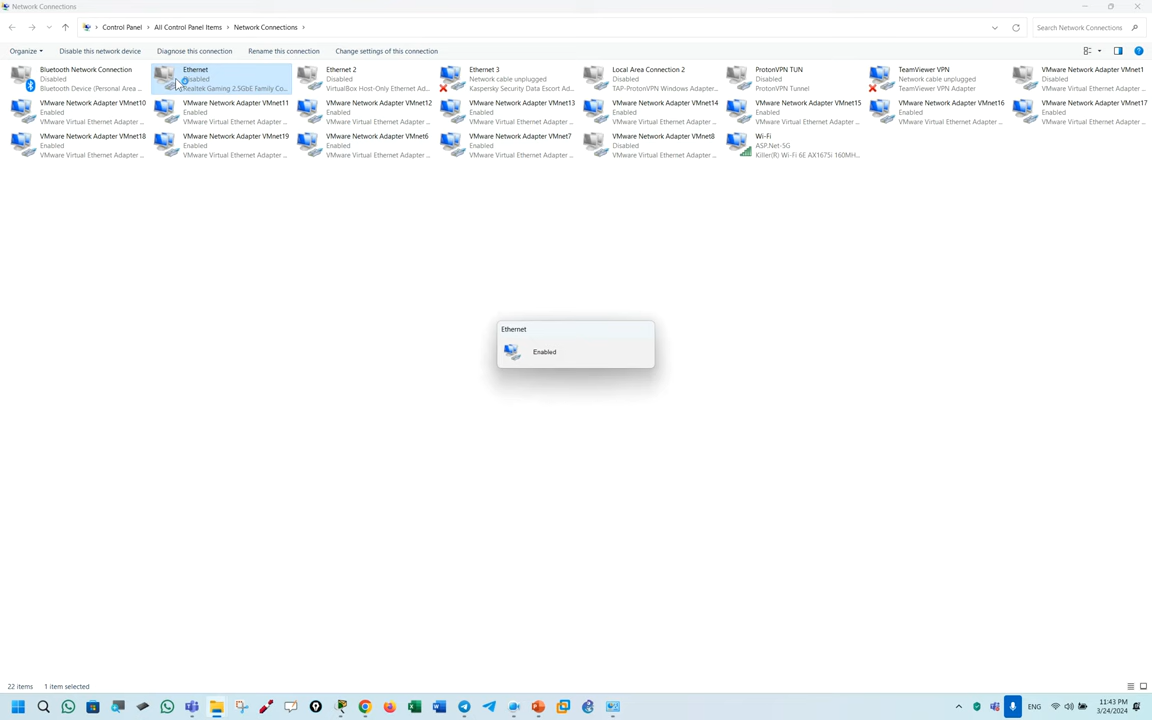 Network Connections
Control Panel > All Control Panel Items > Network Connections >
Search Network Connections
Organize
Disable this network device
Diagnose this connection
Rename this connection
Change settings of this connection
Bluetooth Network Connection
Disabled
Bluetooth Device (Personal Area ...
Ethernet
Disabled
Realtek Gaming 2.5GbE Family Co...
Ethernet 2
Disabled
VirtualBox Host-Only Ethernet Ad...
Ethernet 3
Network cable unplugged
Kaspersky Security Data Escort Ad...
Local Area Connection 2
Disabled
TAP-ProtonVPN Windows Adapter...
ProtonVPN TUN
Disabled
ProtonVPN Tunnel
TeamViewer VPN
Network cable unplugged
TeamViewer VPN Adapter
VMware Network Adapter VMnet1
Disabled
VMware Virtual Ethernet Adapter ...
VMware Network Adapter VMnet10
Enabled
VMware Virtual Ethernet Adapter ...
VMware Network Adapter VMnet11
Enabled
VMware Virtual Ethernet Adapter ...
VMware Network Adapter VMnet12
Enabled
VMware Virtual Ethernet Adapter ...
VMware Network Adapter VMnet13
Enabled
VMware Virtual Ethernet Adapter ...
VMware Network Adapter VMnet14
Enabled
VMware Virtual Ethernet Adapter ...
VMware Network Adapter VMnet15
Enabled
VMware Virtual Ethernet Adapter ...
VMware Network Adapter VMnet16
Enabled
VMware Virtual Ethernet Adapter ...
VMware Network Adapter VMnet17
Enabled
VMware Virtual Ethernet Adapter ...
VMware Network Adapter VMnet18
Enabled
VMware Virtual Ethernet Adapter ...
VMware Network Adapter VMnet19
Enabled
VMware Virtual Ethernet Adapter ...
VMware Network Adapter VMnet6
Enabled
VMware Virtual Ethernet Adapter ...
VMware Network Adapter VMnet7
Enabled
VMware Virtual Ethernet Adapter ...
VMware Network Adapter VMnet8
Disabled
VMware Virtual Ethernet Adapter ...
Wi-Fi
ASP.Net-5G
Killer(R) Wi-Fi 6E AX1675i 160MH...
Ethernet
Enabled
22 items
1 item selected
ENG
11:43 PM
3/24/2024